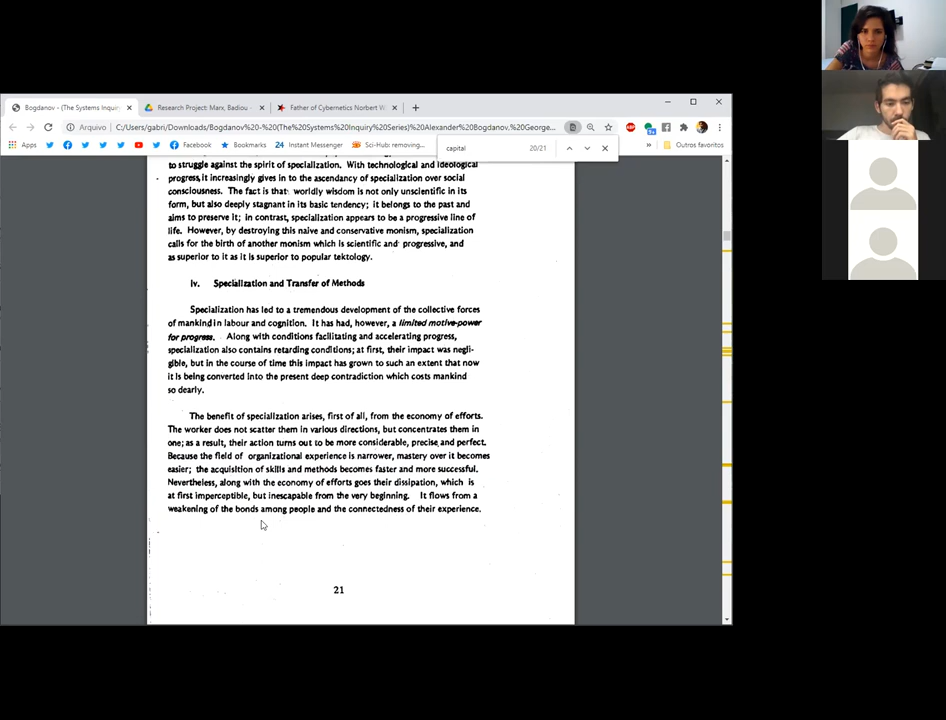 Bogdanov - (The Systems Inquiry
Research Project: Marx, Badiou -
Father of Cybernetics Norbert W
Arquivo
C:/Users/gabri/Downloads/Bogdanov%20-%20(The%20Systems%20Inquiry%20Series)%20Alexander%20Bogdanov,%20George...
Apps
Facebook
Bookmarks
24 Instant Messenger
Sci-Hub: removing...
capital
20/21
»
Outros favoritos
to struggle against the spirit of specialization. With technological and ideological
progress, it increasingly gives in to the ascendancy of specialization over social
consciousness. The fact is that worldly wisdom is not only unscientific in its
form, but also deeply stagnant in its basic tendency; it belongs to the past and
aims to preserve it; in contrast, specialization appears to be a progressive line of
life. However, by destroying this naive and conservative monism, specialization
calls for the birth of another monism which is scientific and progressive, and
as superior to it as it is superior to popular tektology.
iv. Specialization and Transfer of Methods
Specialization has led to a tremendous development of the collective forces
of mankind in labour and cognition. It has had, however, a limited motive-power
for progress. Along with conditions facilitating and accelerating progress,
specialization also contains retarding conditions; at first, their impact was negli-
gible, but in the course of time this impact has grown to such an extent that now
it is being converted into the present deep contradiction which costs mankind
so dearly.
The benefit of specialization arises, first of all, from the economy of efforts.
The worker does not scatter them in various directions, but concentrates them in
one; as a result, their action turns out to be more considerable, precise and perfect.
Because the field of organizational experience is narrower, mastery over it becomes
easier; the acquisition of skills and methods becomes faster and more successful.
Nevertheless, along with the economy of efforts goes their dissipation, which is
at first imperceptible, but inescapable from the very beginning. It flows from a
weakening of the bonds among people and the connectedness of their experience.
21